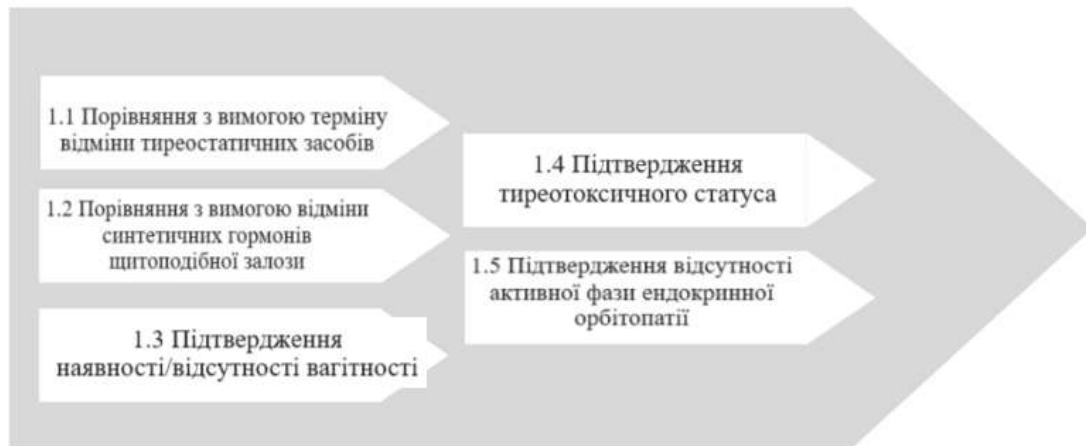 1.1 Порівняння з вимогою терміну
відміни тиреостатичних засобів
1.2 Порівняння з вимогою відміни
синтетичних гормонів
щитоподібної залози
1.3 Підтвердження
наявності/відсутності вагітності
1.4 Підтвердження
тиреотоксичного статуса
1.5 Підтвердження відсутності
активної фази ендокринної
орбітопатії